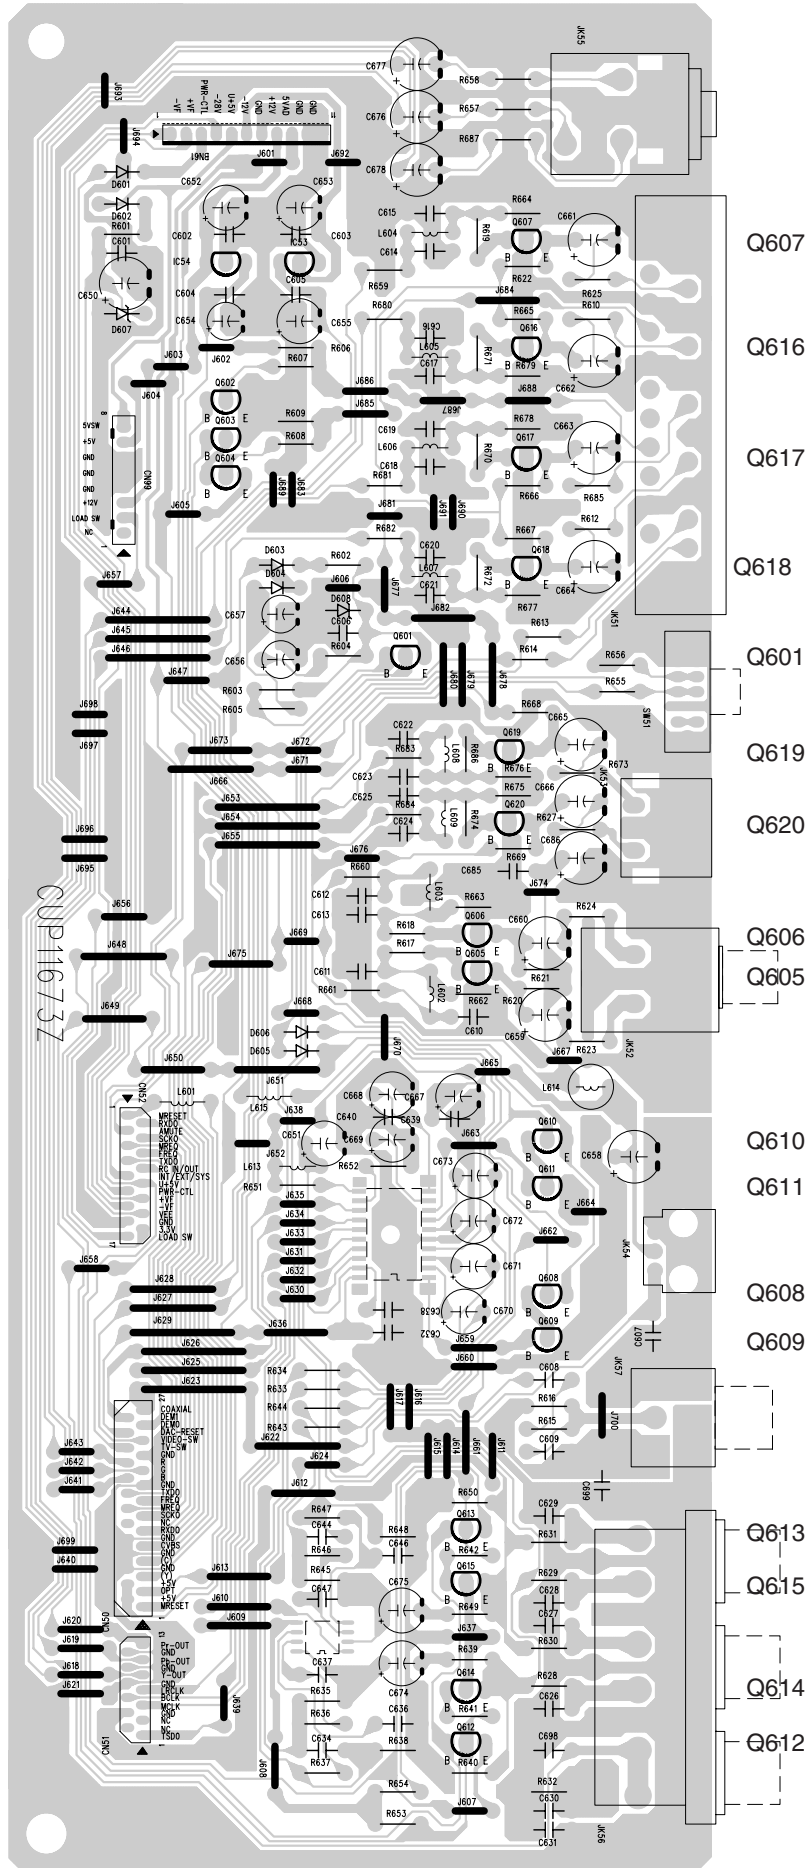 JK55
C677
R658
J693
C676
R657
-VF
+VF
PWR-CTL
-28V
U+5V
-12V
GND
+12V
5VAD
GND
GND
1
11
R687
J694
BN61
J601
J692
C678
D601
C652
C653
R664
D602
C615
Q607
C661
R601
L604
R619
Q607
C601
C602
IC53
C603
C614
IC54
B E
R659
R622
C650
C604
C605
J684
R625
R680
R665
R610
D607
C654
C655
C616
Q616
J602
R606
L605
R671
Q616
J603
R607
C617
R679
J604
Q602
J686
J687
J688
C662
B E
J685
8
Q603
R609
C619
R678
C663
5VSW
+5V
B E
R608
L606
R670
Q617
Q617
GND
Q604
C618
GND
CN99
B E
J689
J683
R681
R666
R685
GND
+12V
J605
J681
J691
J690
R612
LOAD SW
R682
R667
NC
1
C620
Q618
D603
R602
L607
R672
Q618
J657
D604
J606
J677
C621
C664
D608
R677
J644
C657
C606
J682
JK51
J645
Q601
R613
J646
C656
R604
R614
R656
Q601
J647
B E
J680
J679
J678
R655
R603
SW51
J698
R605
R668
J697
C622
Q619
C665
J673
J672
R683
L608
R686
R673
Q619
J671
B R676 E
J666
C623
JK53
J653
C625
R675
C666
J654
R684
L609
R674
Q620
R627
Q620
J696
J655
C624
B E
C686
J695
J676
R669
R660
C685
J674
C612
L603
J656
C613
R663
C660
R624
Q606
R618
Q606
J648
J669
R617
Q605
J675
C611
B E
R621
Q605
R661
L602
R662
R620
J649
J668
C610
C659
D606
J670
R623
JK52
D605
J667
J650
J665
L614
CN52
L601
J651
C668
C667
1
L615
MRESET
J638
C640
C639
J663
Q610
RXDO
AMUTE
C651
C658
Q610
SCKO
J652
C669
MREQ
L613
R652
C673
Q611
FREQ
TXDO
R651
Q611
RC IN/OUT
INT/EXT/SYS
J635
J664
U+5V
J634
C672
PWR-CTL
+VF
J633
J662
-VF
JK54
VEE
J631
C671
GND
3.3V
J632
17
LOAD SW
Q608
J658
J630
C670
Q608
J628
C638
J627
Q609
J629
J636
C632
C607
Q609
J659
B E
J626
J660
J625
R634
C608
JK57
J623
R633
J617
J616
27
R644
R616
J700
COAXIAL
DEM1
R643
R615
DEM0
DAC-RESET
J622
J615
J614
J661
J611
C609
VIDEO-SW
J643
TV-SW
J624
GND
J642
R
G
C699
J641
B
J612
R650
GND
TXDO
R647
Q613
C629
FREQ
MREQ
C644
R648
Q613
SCKO
NC
R646
C646
B R642 E
R631
J699
RXDO
GND
J640
CVBS
R645
Q615
R629
GND
(C)
J613
C647
C675
C628
Q615
GND
(Y)
B R649 E
C627
+5V
J610
OPT
+5V
J609
J637
R630
MRESET
1
J620
CN50
13
R639
J619
Pr-OUT
GND
C637
C674
Q614
R628
J618
Pb-OUT
GND
R635
B R641 E
C626
Q614
Y-OUT
J621
GND
J639
R636
C636
LRCLK
BCLK
MCLK
C634
Q612
C698
Q612
GND
NC
R638
NC
J608
R637
B R640 E
TSDO
CN51
1
R654
R632
R653
J607
C630
C631
JK56
CUP11673Z